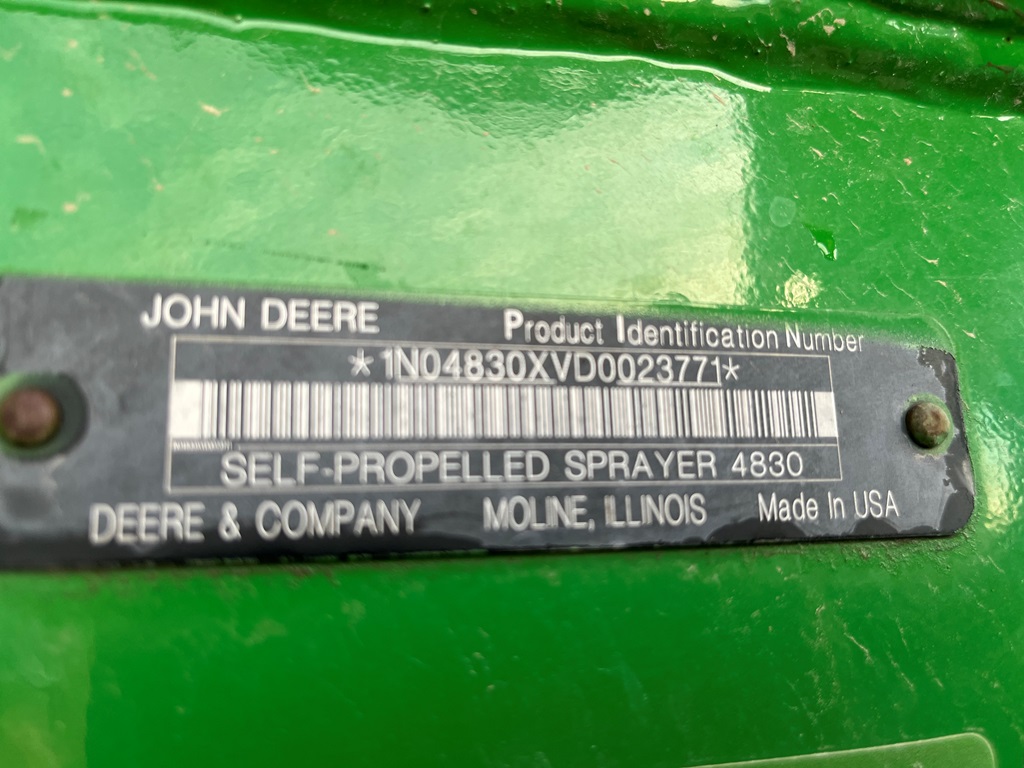 JOHN DEERE Product Identification Number
*1N04830XVD0023771*
SELF-PROPELLED SPRAYER 4830
DEERE & COMPANY MOLINE, ILLINOIS Made In USA